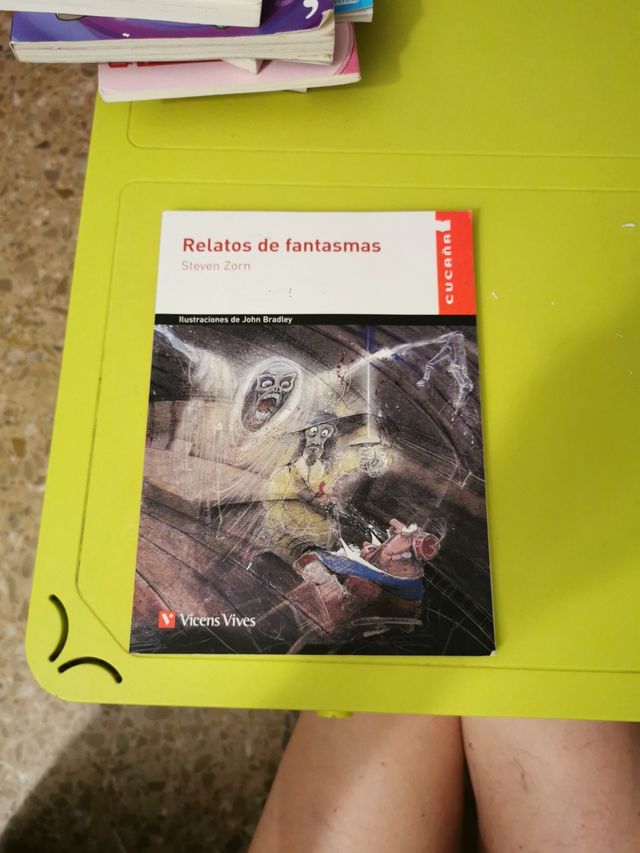 Relatos de fantasmas
Steven Zorn
cucaña
Ilustraciones de John Bradley
V Vicens Vives